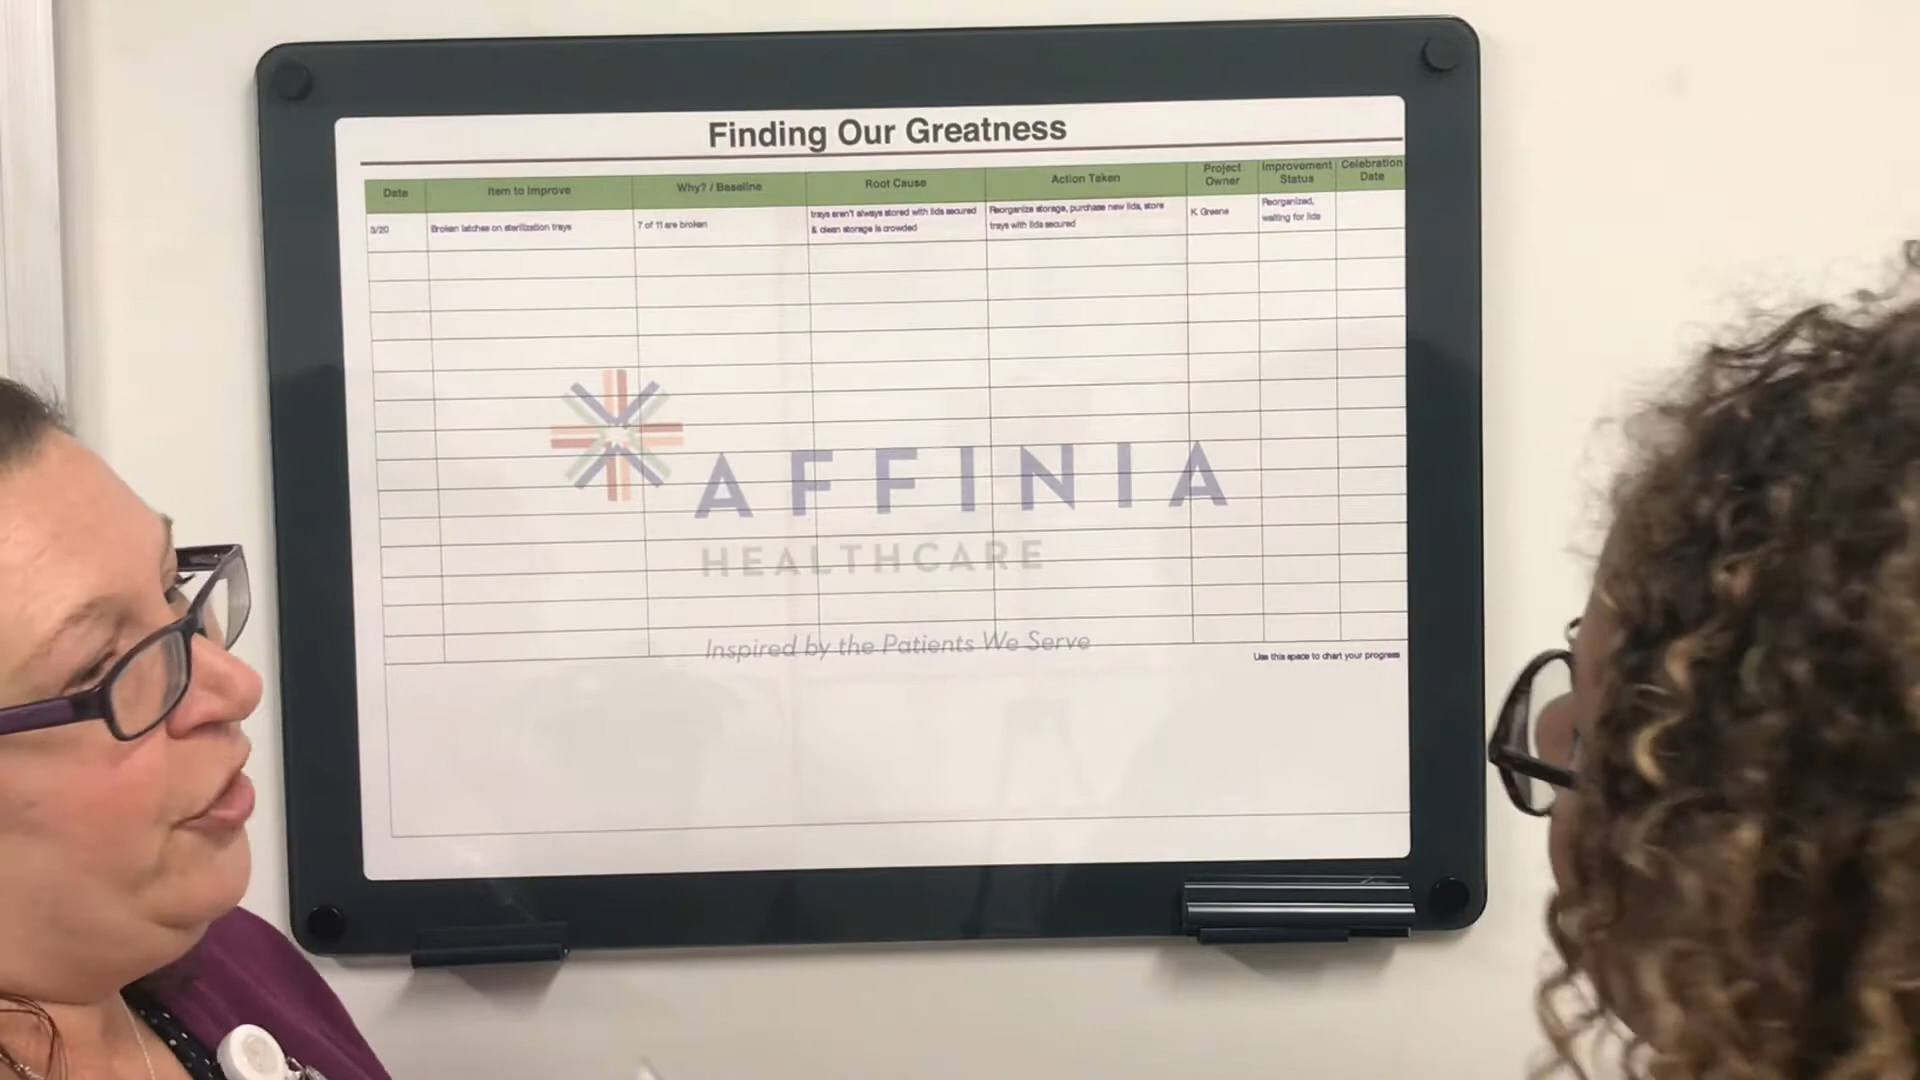 Finding Our Greatness
Date
Item to Improve
Why? / Baseline
Root Cause
Action Taken
Project
Owner
Improvement
Status
Celebration
Date
3/20
Broken latches on sterilization trays
7 of 11 are broken
trays aren't always stored with lids secured
& clean storage is crowded
Reorganize storage, purchase new lids, store
trays with lids secured
K Greene
Reorganized,
waiting for lids
AFFINIA
HEALTHCARE
Inspired by the Patients We Serve
Use this space to chart your progress